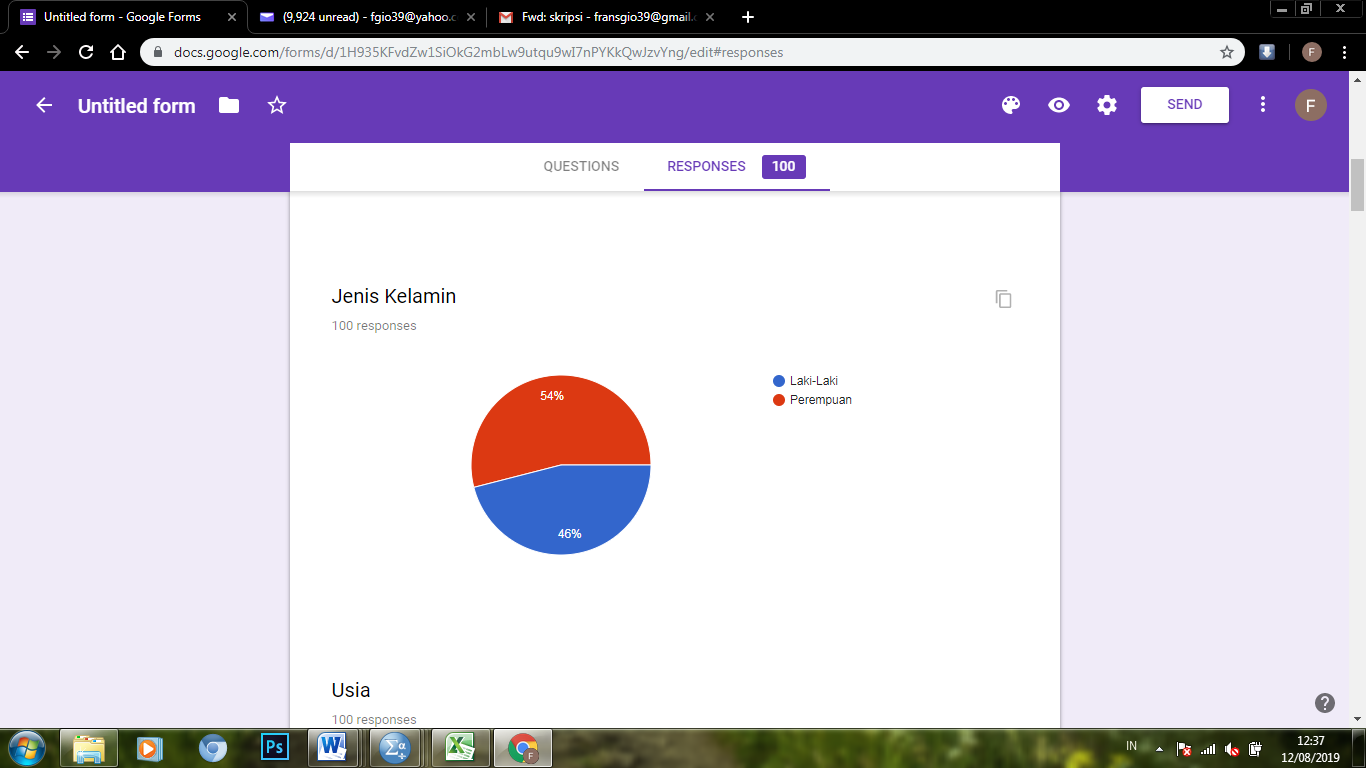 Untitled form - Google Forms
(9,924 unread) - fgio39@yahoo.c
Fwd: skripsi - fransgio39@gmail.c
docs.google.com/forms/d/1H935KFvdZw1SiOkG2mbLw9utqu9wI7nPYKkQwJzvYng/edit#responses
F
Untitled form
SEND
F
QUESTIONS
RESPONSES
100
Jenis Kelamin
100 responses
54%
46%
Laki-Laki
Perempuan
Usia
100 responses
?
Ps
W
Σα
X
F
IN
12:37
12/08/2019